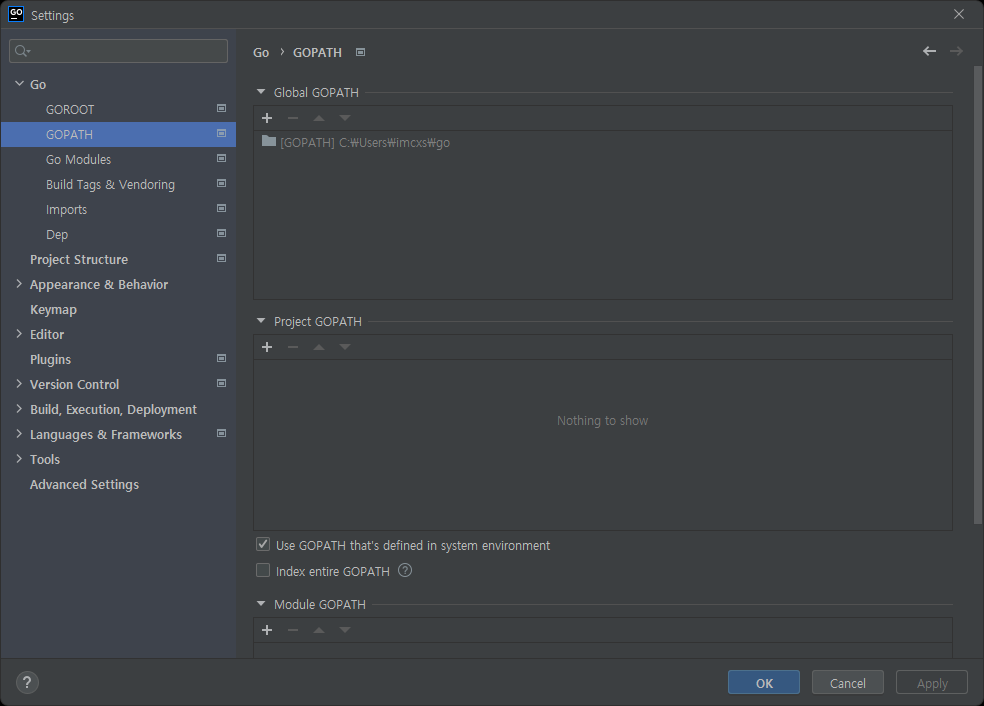 GO
Settings
Go
GOROOT
GOPATH
Go Modules
Build Tags & Vendoring
Imports
Dep
Project Structure
Appearance & Behavior
Keymap
Editor
Plugins
Version Control
Build, Execution, Deployment
Languages & Frameworks
Tools
Advanced Settings
Go › GOPATH
Global GOPATH
[GOPATH] C:₩Users₩imcxs₩go
Project GOPATH
Nothing to show
Use GOPATH that's defined in system environment
Index entire GOPATH ?
Module GOPATH
?
OK Cancel Apply